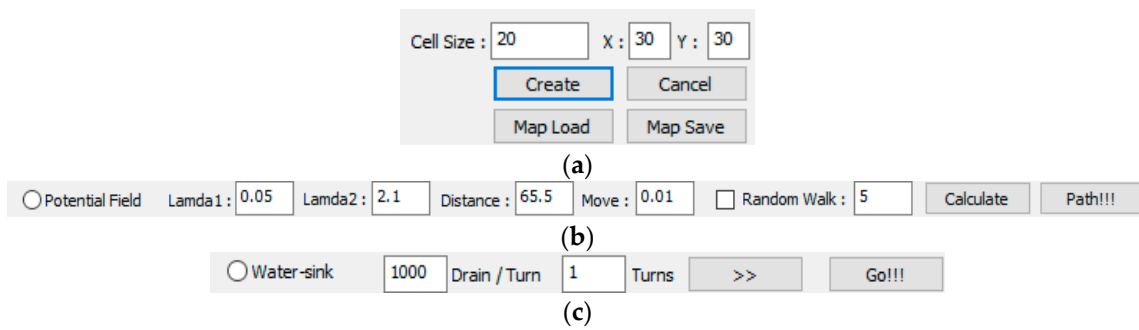 Cell Size : 20 X : 30 Y : 30
Create Cancel
Map Load Map Save
(a)
Potential Field Lamda1 : 0.05 Lamda2 : 2.1 Distance : 65.5 Move : 0.01 Random Walk : 5 Calculate Path!!!
(b)
Water-sink 1000 Drain / Turn 1 Turns >> Go!!!
(c)